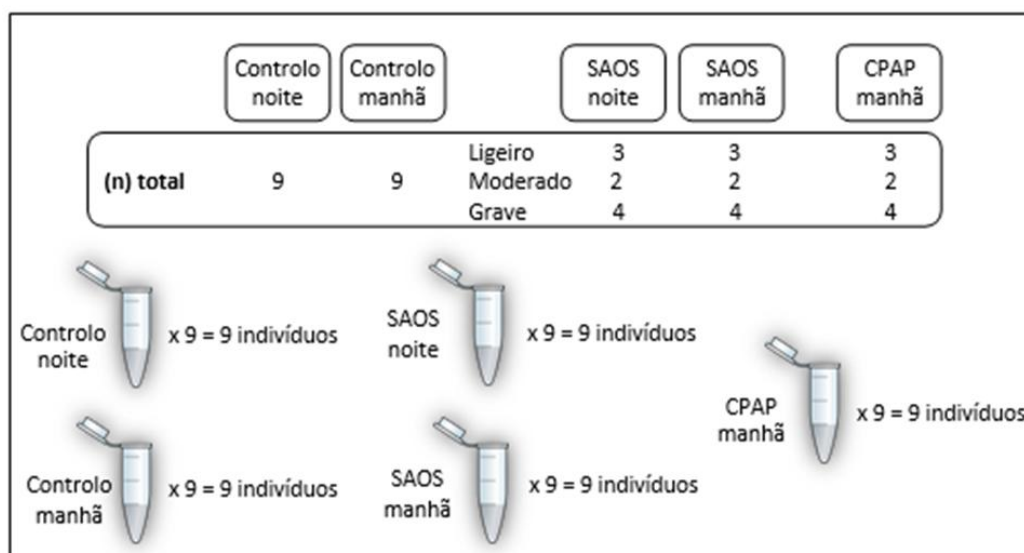 Controlo noite
Controlo manhã
SAOS noite
SAOS manhã
CPAP manhã
Ligeiro 3 3 3
(n) total 9 9 Moderado 2 2 2
Grave 4 4 4
Controlo noite x 9 = 9 indivíduos
SAOS noite x 9 = 9 indivíduos
CPAP manhã x 9 = 9 indivíduos
Controlo manhã x 9 = 9 indivíduos
SAOS manhã x 9 = 9 indivíduos